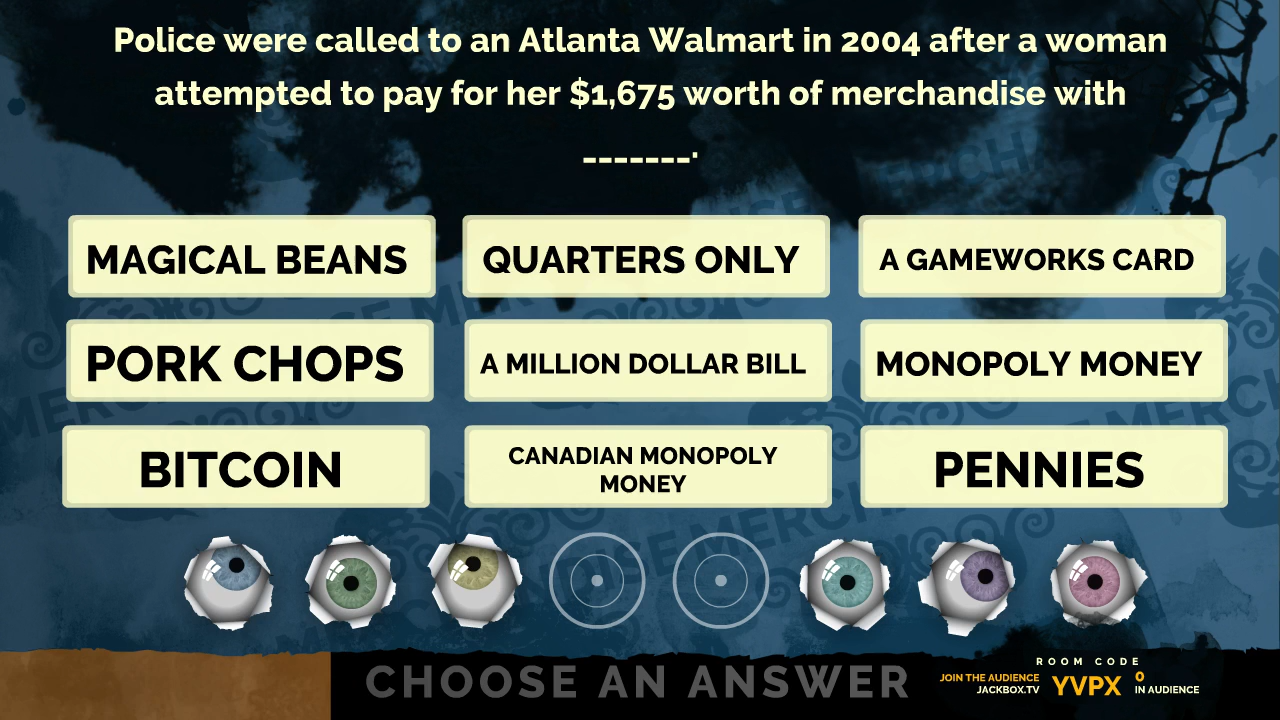 Police were called to an Atlanta Walmart in 2004 after a woman
attempted to pay for her $1,675 worth of merchandise with
_______.
MAGICAL BEANS
QUARTERS ONLY
A GAMEWORKS CARD
PORK CHOPS
A MILLION DOLLAR BILL
MONOPOLY MONEY
BITCOIN
CANADIAN MONOPOLY
MONEY
PENNIES
CHOOSE AN ANSWER
ROOM CODE
JOIN THE AUDIENCE
JACKBOX.TV
YVPX
0
IN AUDIENCE